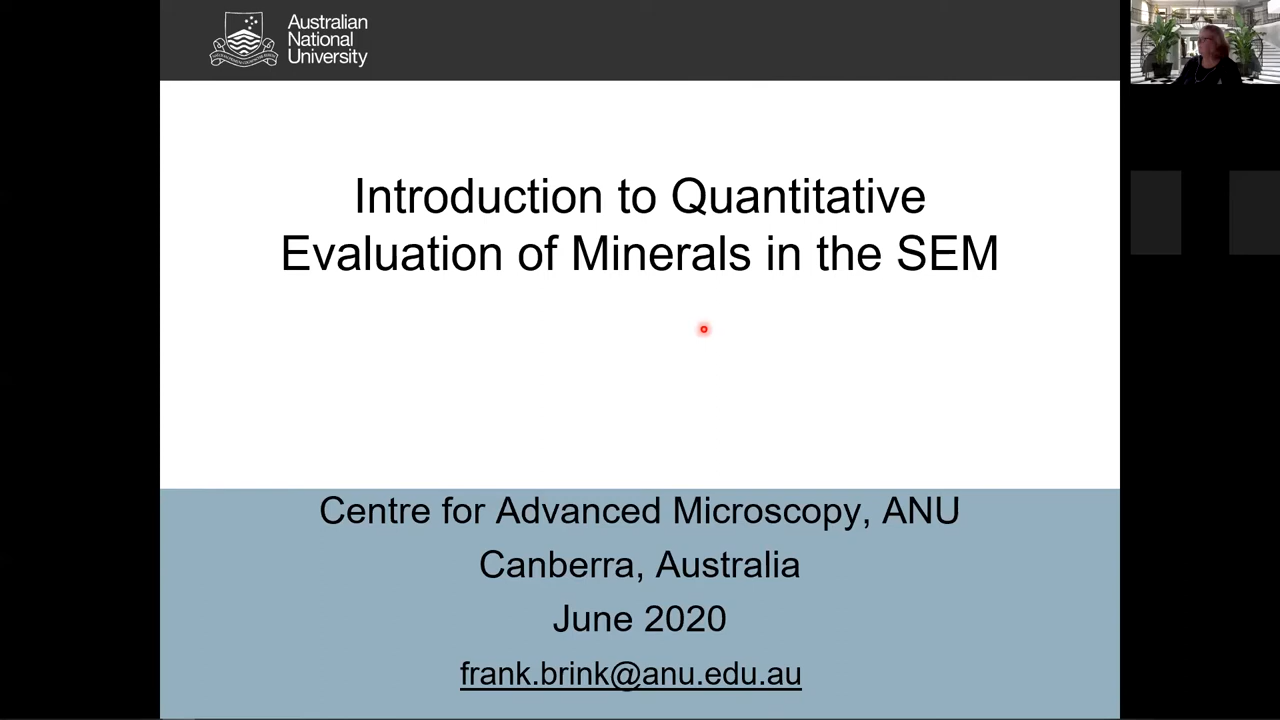 Australian
National
University
Introduction to Quantitative
Evaluation of Minerals in the SEM
Centre for Advanced Microscopy, ANU
Canberra, Australia
June 2020
frank.brink@anu.edu.au